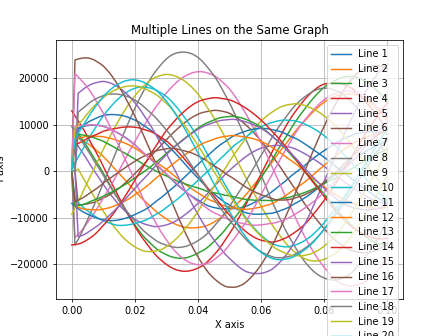 Multiple Lines on the Same Graph
20000
10000
0
−10000
−20000
0.00
0.02
0.04
0.06
X axis
axis
Line 1
Line 2
Line 3
Line 4
Line 5
Line 6
Line 7
Line 8
Line 9
Line 10
Line 11
Line 12
Line 13
Line 14
Line 15
Line 16
Line 17
Line 18
Line 19
Line 20